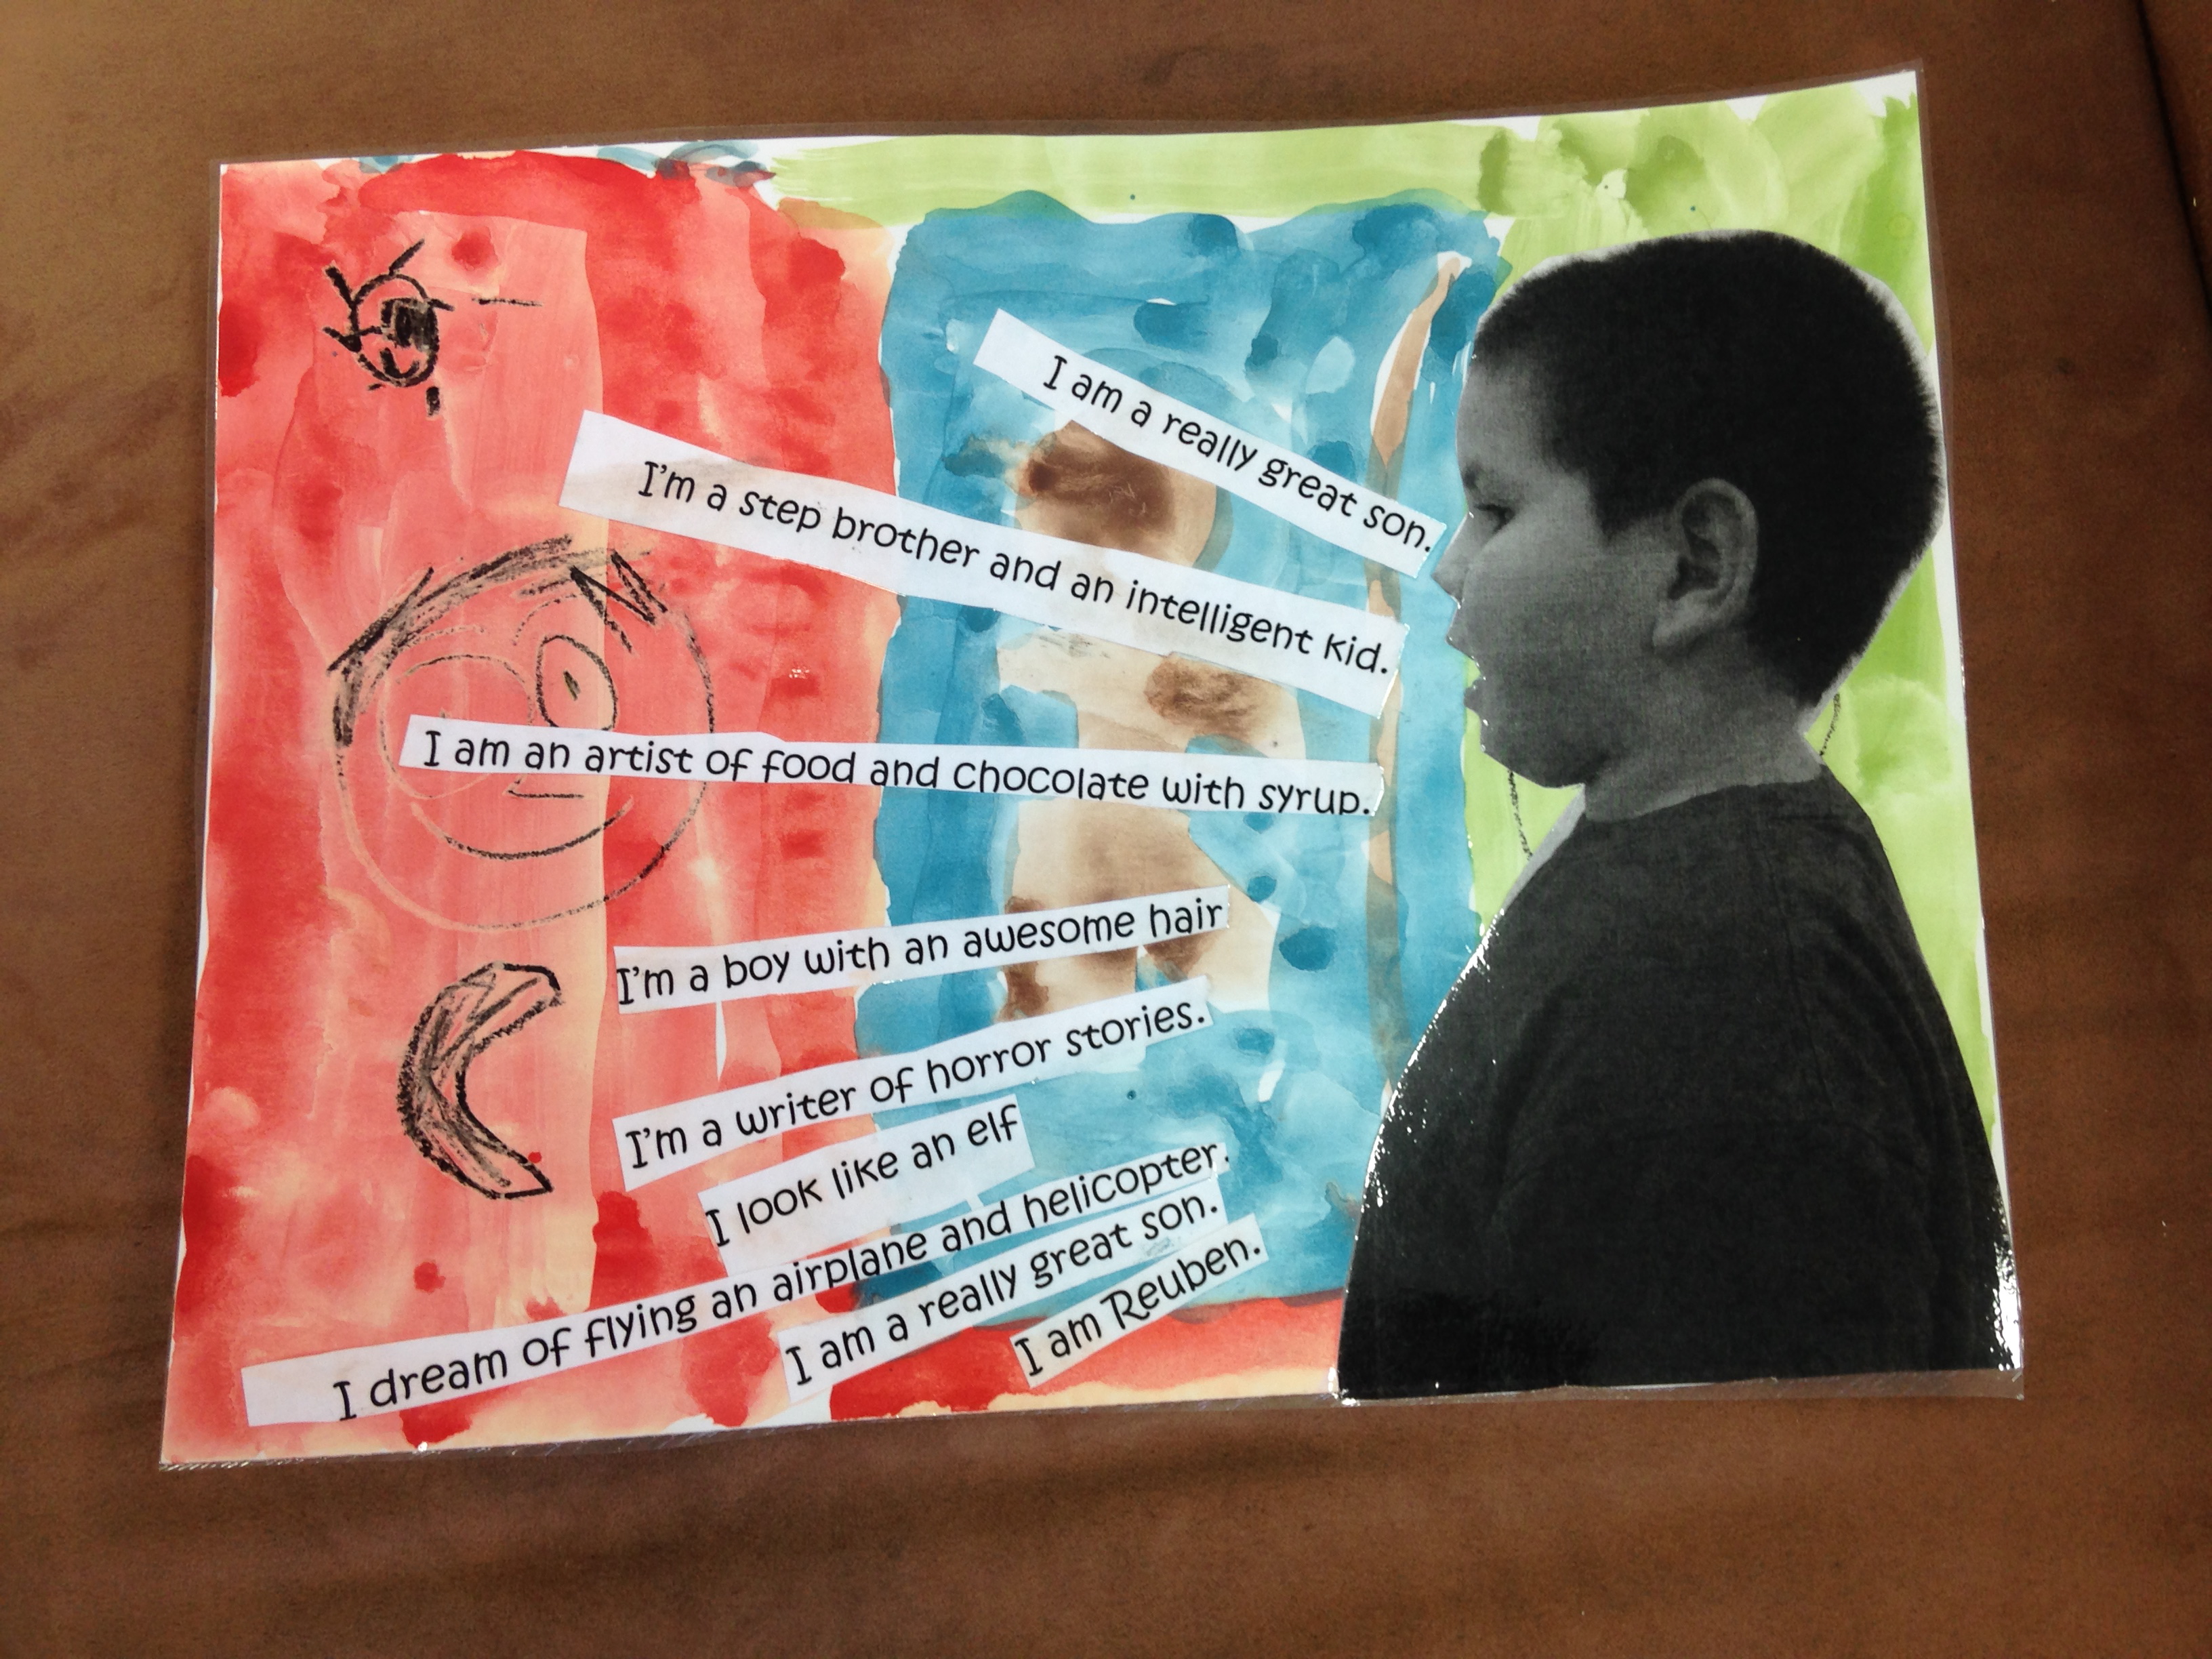 I am a really great son.
I'm a step brother and an intelligent kid.
I am an artist of food and chocolate with syrup.
I'm a boy with an awesome hair
I'm a writer of horror stories.
I look like an elf
I dream of flying an airplane and helicopter.
I am a really great son.
I am Reuben.